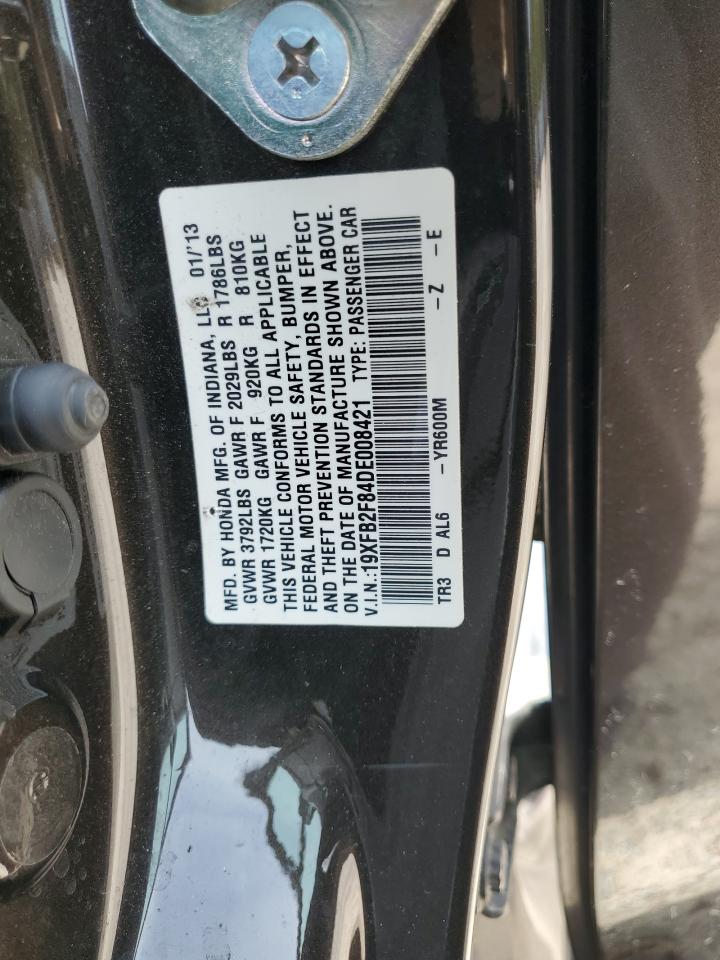 MFD. BY HONDA MFG. OF INDIANA, LLC 01/'13
GVWR 3792LBS GAWR F 2029LBS R 1786LBS
GVWR 1720KG GAWR F 920KG R 810KG
THIS VEHICLE CONFORMS TO ALL APPLICABLE
FEDERAL MOTOR VEHICLE SAFETY, BUMPER,
AND THEFT PREVENTION STANDARDS IN EFFECT
ON THE DATE OF MANUFACTURE SHOWN ABOVE.
V.I.N.:19XFB2F84DE008421 TYPE: PASSENGER CAR
TR3 D AL6 -YR600M -Z -E